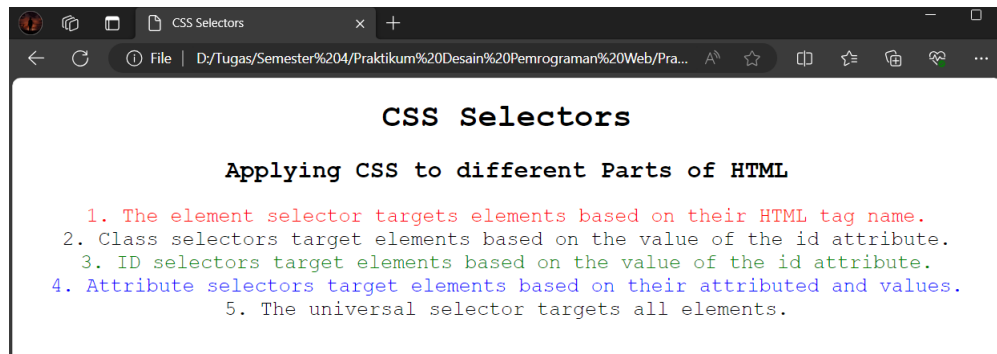 CSS Selectors
File | D:/Tugas/Semester%204/Praktikum%20Desain%20Pemrograman%20Web/Pra...
CSS Selectors
Applying CSS to different Parts of HTML
1. The element selector targets elements based on their HTML tag name.
2. Class selectors target elements based on the value of the id attribute.
3. ID selectors target elements based on the value of the id attribute.
4. Attribute selectors target elements based on their attributed and values.
5. The universal selector targets all elements.